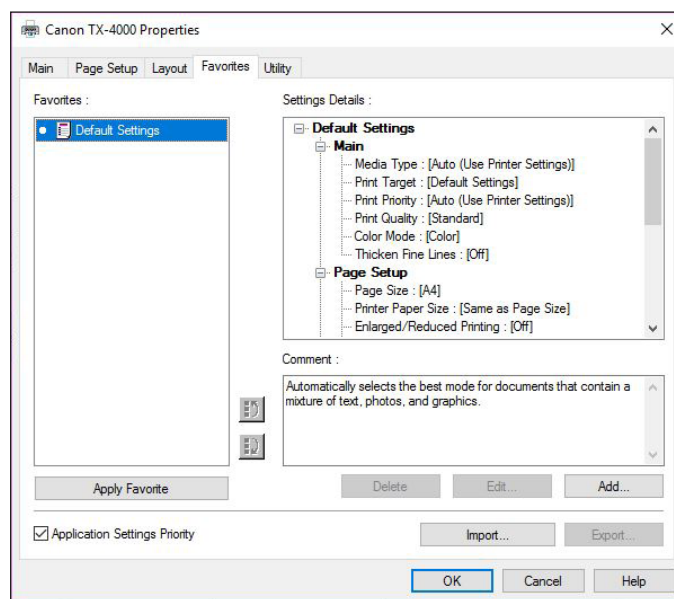 Canon TX-4000 Properties
Main Page Setup Layout Favorites Utility
Favorites :
Default Settings
Settings Details :
Default Settings
Main
Media Type : [Auto (Use Printer Settings)]
Print Target : [Default Settings]
Print Priority : [Auto (Use Printer Settings)]
Print Quality : [Standard]
Color Mode : [Color]
Thicken Fine Lines : [Off]
Page Setup
Page Size : [A4]
Printer Paper Size : [Same as Page Size]
Enlarged/Reduced Printing : [Off]
Comment :
Automatically selects the best mode for documents that contain a
mixture of text, photos, and graphics.
Apply Favorite
Delete Edit... Add...
Application Settings Priority
Import... Export...
OK Cancel Help